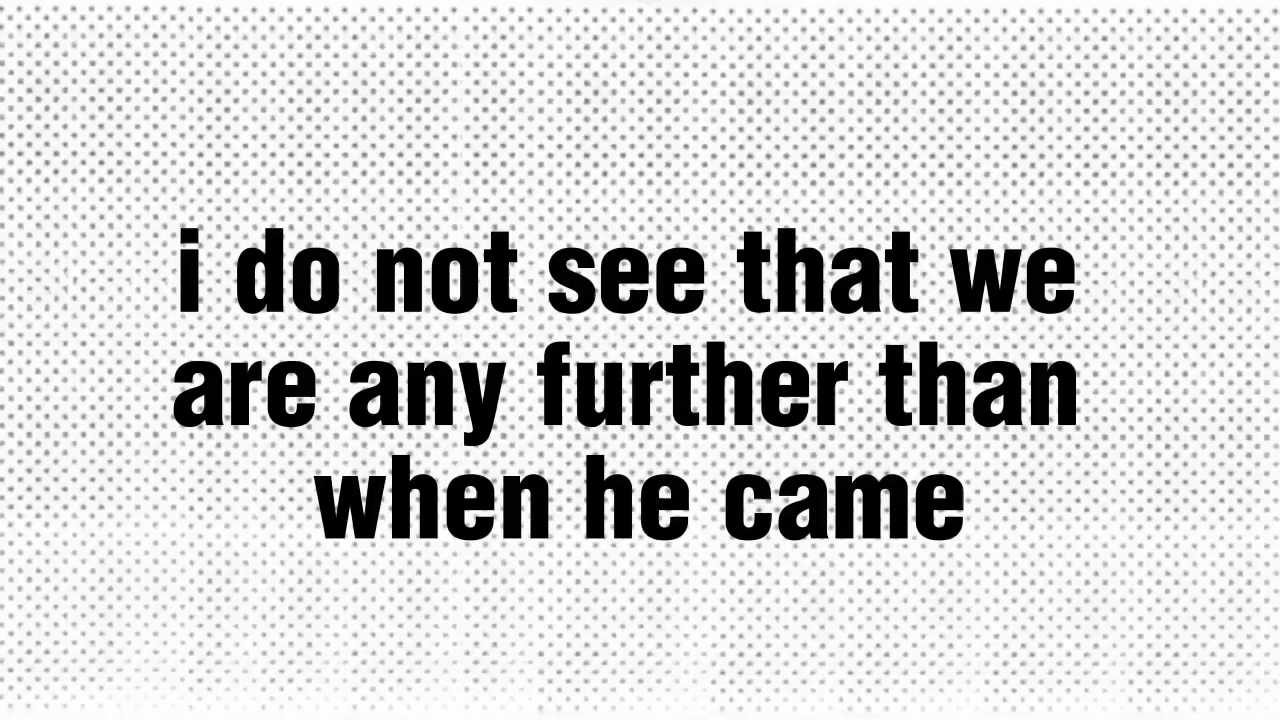 i do not see that we
are any further than
when he came